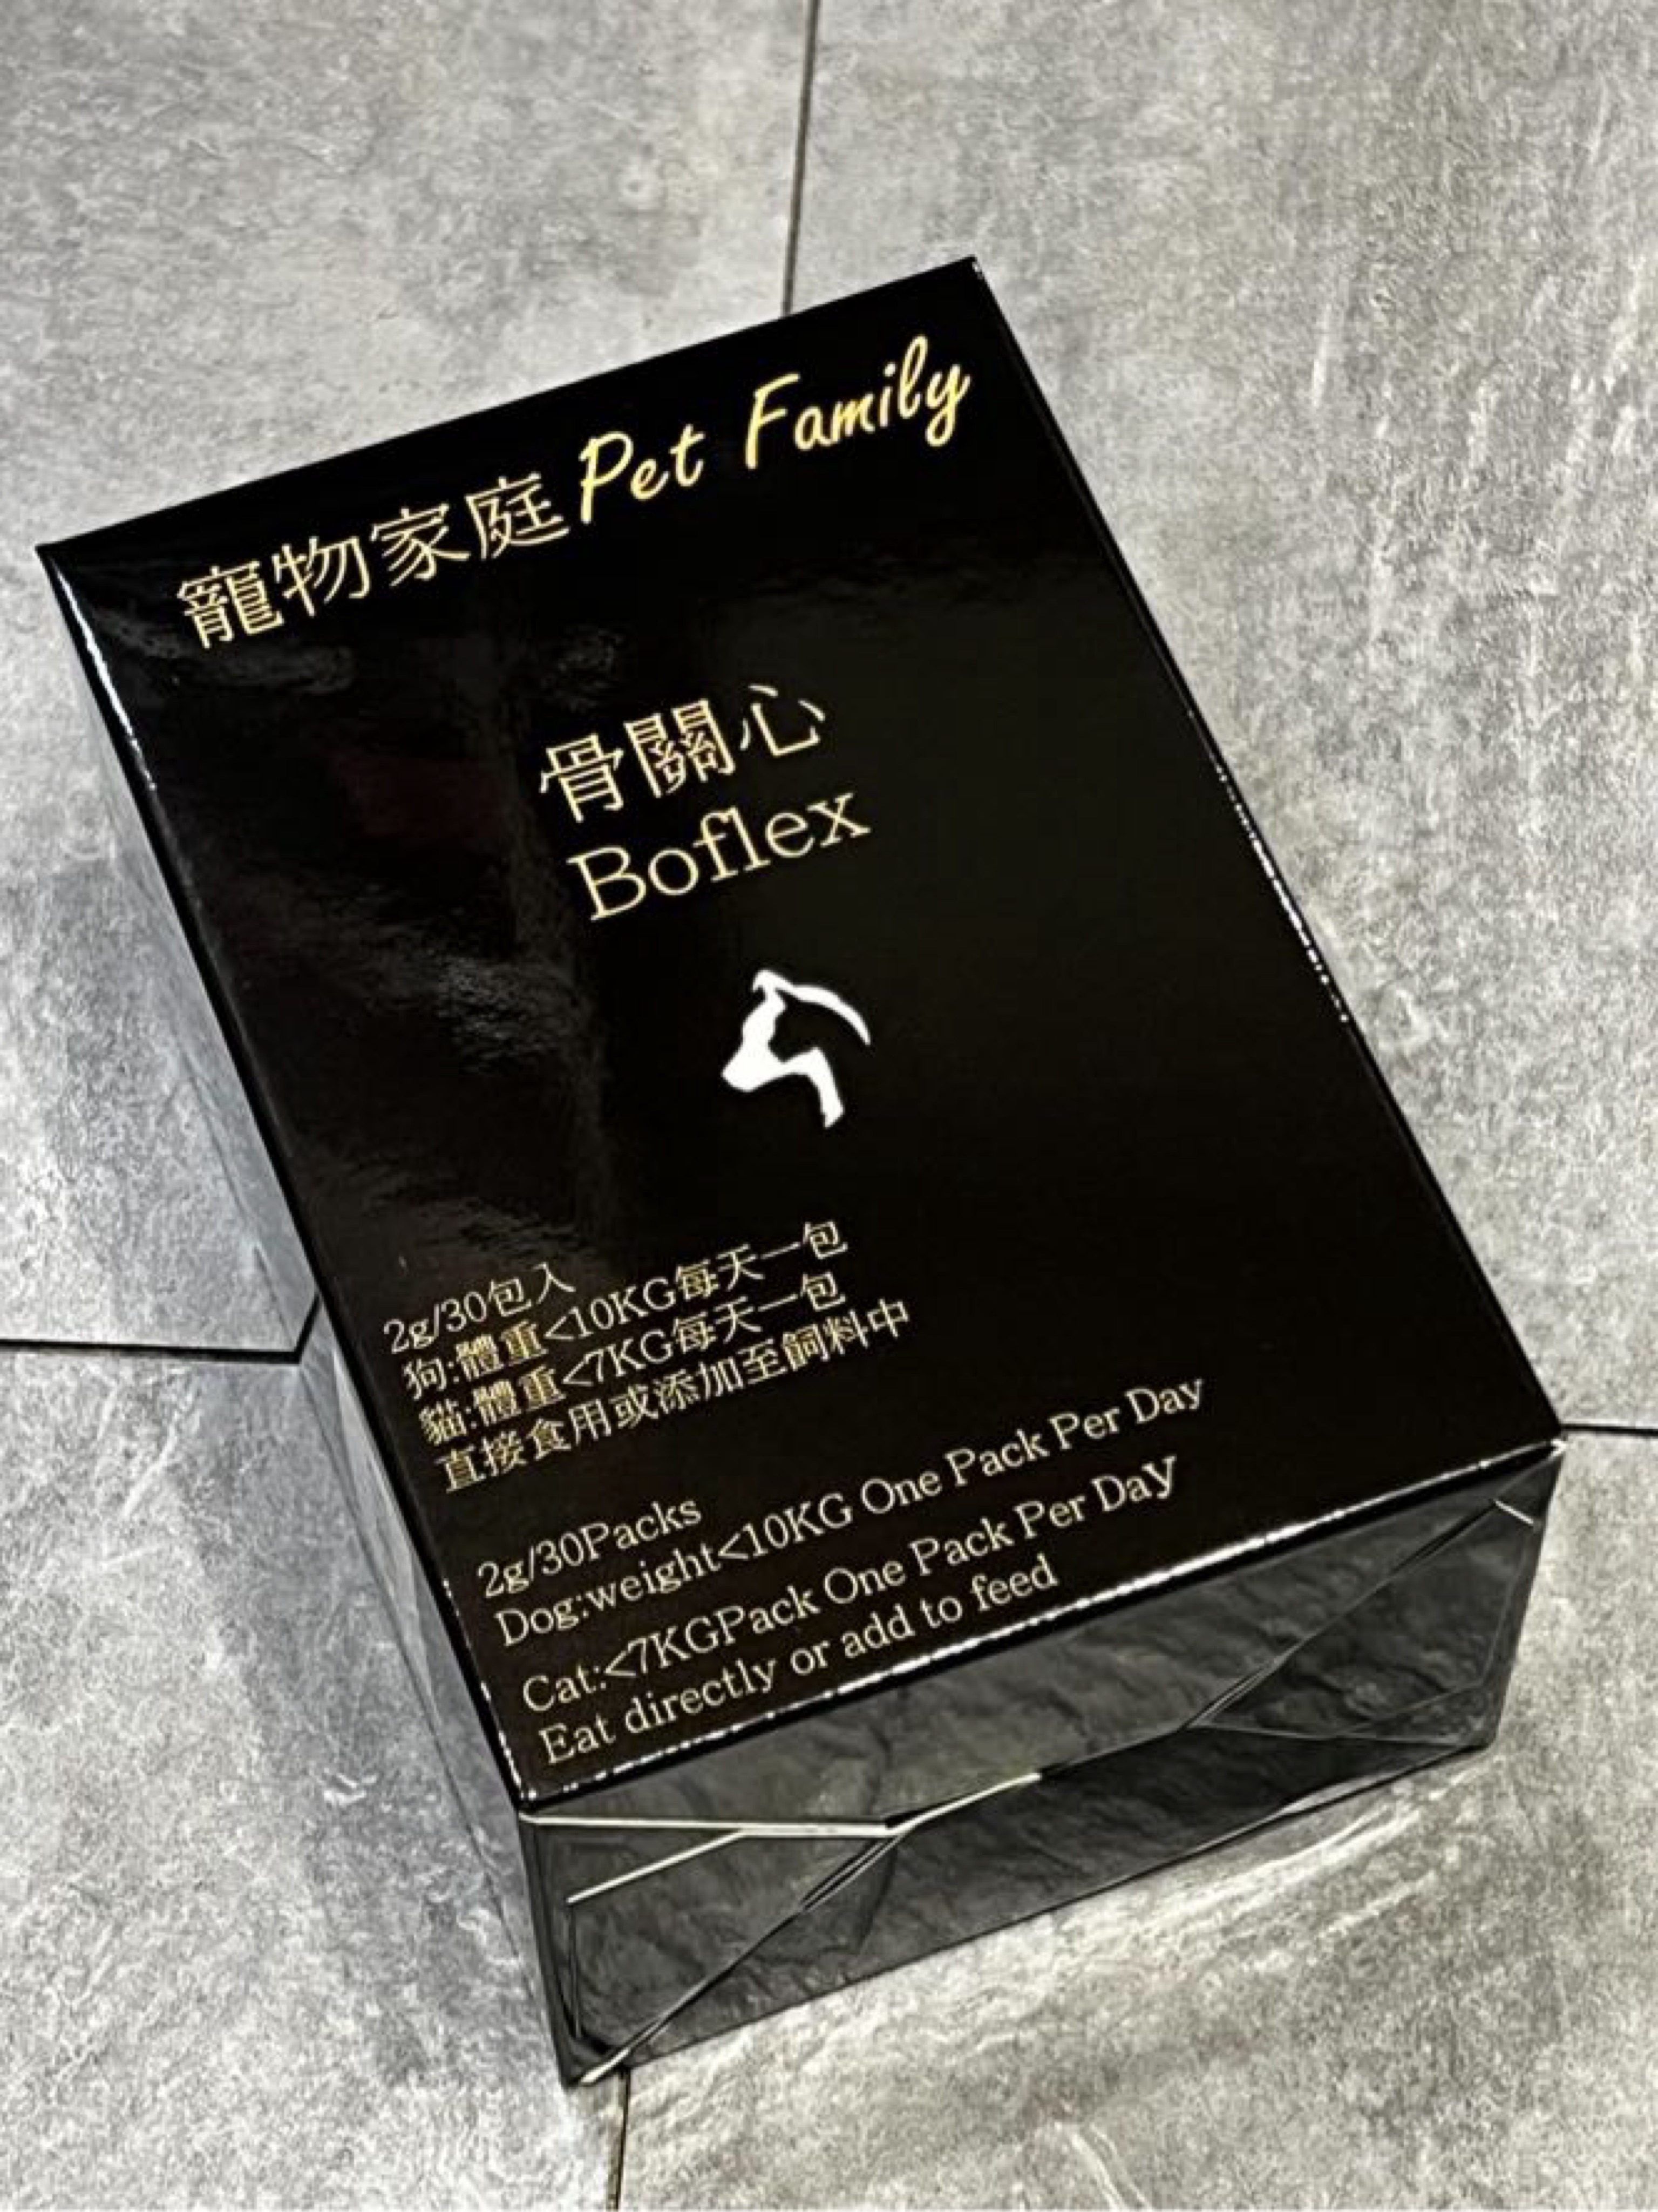 寵物家庭 Pet Family
骨關心
Boflex
2g/30包入
狗:體重<10KG每天一包
貓:體重<7KG每天一包
直接食用或添加至飼料中
2g/30Packs
Dog:weight<10KG One Pack Per Day
Cat:<7KGPack One Pack Per Day
Eat directly or add to feed